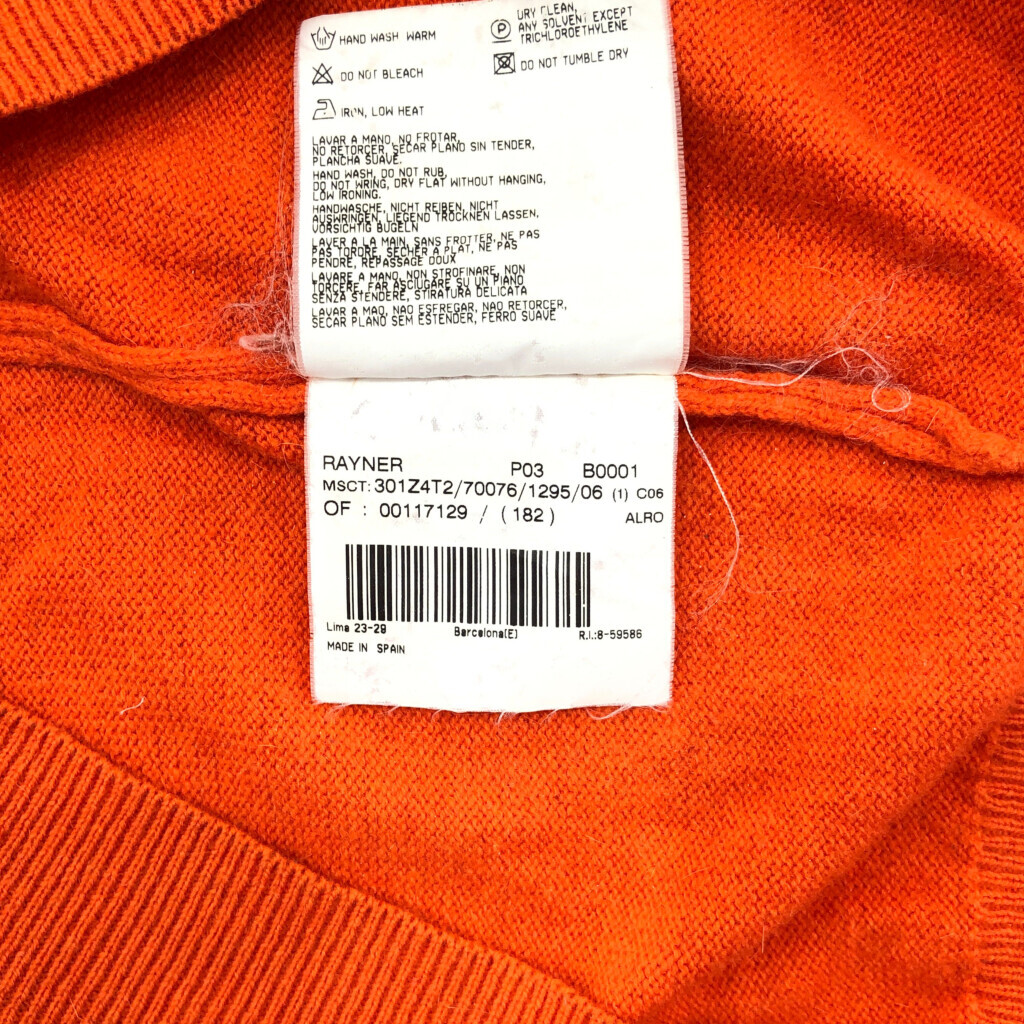 HAND WASH WARM
DO NOT BLEACH
IRON, LOW HEAT
P
DRY CLEAN,
ANY SOLVENT EXCEPT
TRICHLOROETHYLENE
DO NOT TUMBLE DRY
LAVAR A MANO, NO FROTAR,
NO RETORCER, SECAR PLANO SIN TENDER,
PLANCHA SUAVE.
HAND WASH, DO NOT RUB,
DO NOT WRING, DRY FLAT WITHOUT HANGING,
LOW IRONING.
HANDWASCHE, NICHT REIBEN, NICHT
AUSWRINGEN, LIEGEND TROCKNEN LASSEN,
VORSICHTIG BUGELN
LAVER A LA MAIN, SANS FROTTER, NE PAS
PAS TORDRE, SECHER A PLAT, NE PAS
PENDRE, REPASSAGE DOUX
LAVARE A MANO, NON STROFINARE, NON
TORCERE, FAR ASCIUGARE SU UN PIANO
SENZA STENDERE, STIRATURA DELICATA
LAVAR A MAO, NAO ESFREGAR, NAO RETORCER,
SECAR PLANO SEM ESTENDER, FERRO SUAVE
RAYNER P03 B0001
MSCT: 301Z4T2/70076/1295/06 (1) C06
OF : 00117129 / (182) ALRO
Lima 23-29 Barcelona(E) R.I.:8-59586
MADE IN SPAIN